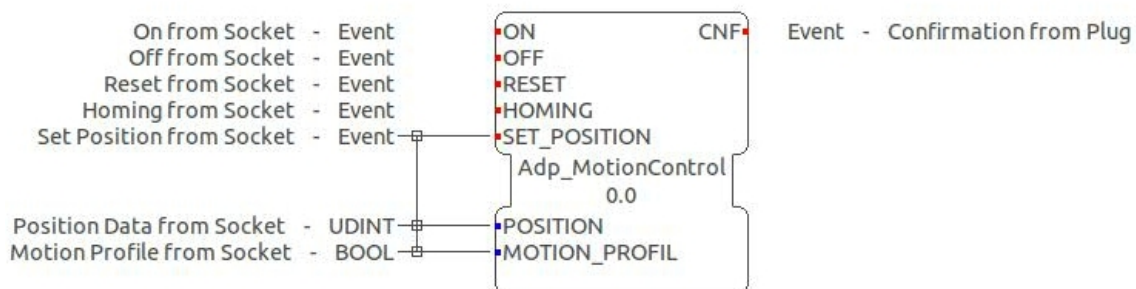 On from Socket - Event ON CNF Event - Confirmation from Plug
Off from Socket - Event OFF
Reset from Socket - Event RESET
Homing from Socket - Event HOMING
Set Position from Socket - Event SET_POSITION
Adp_MotionControl
0.0
Position Data from Socket - UDINT POSITION
Motion Profile from Socket - BOOL MOTION_PROFIL